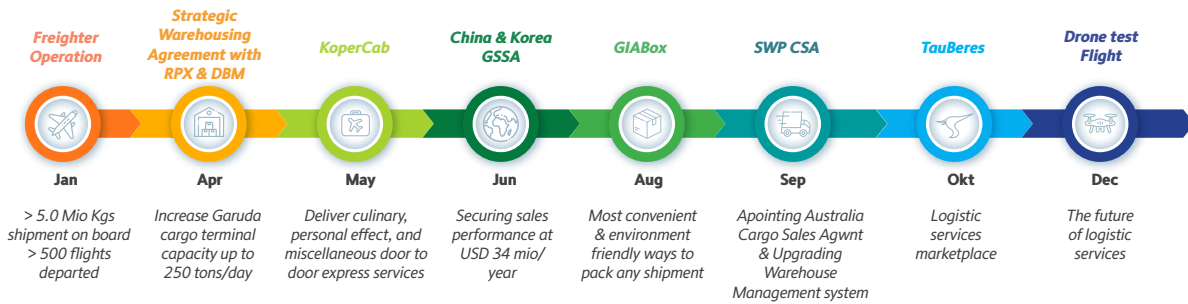 Freighter
Operation
Strategic
Warehousing
Agreement with
RPX & DBM
KoperCab
China & Korea
GSSA
GIABox
SWP CSA
TauBeres
Drone test
Flight
Jan
Apr
May
Jun
Aug
Sep
Okt
Dec
> 5.0 Mio Kgs
shipment on board
> 500 flights
departed
Increase Garuda
cargo terminal
capacity up to
250 tons/day
Deliver culinary,
personal effect, and
miscellaneous door to
door express services
Securing sales
performance at
USD 34 mio/
year
Most convenient
& environment
friendly ways to
pack any shipment
Apointing Australia
Cargo Sales Agwnt
& Upgrading
Warehouse
Management system
Logistic
services
marketplace
The future
of logistic
services